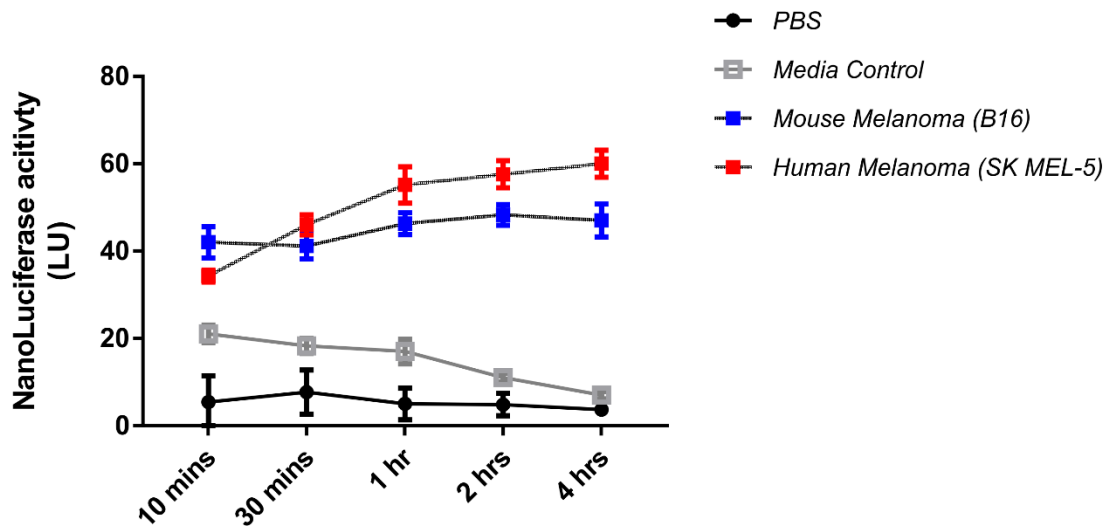 PBS
Media Control
Mouse Melanoma (B16)
Human Melanoma (SK MEL-5)
NanoLuciferase acitivty
(LU)
80
60
40
20
0
10 mins
30 mins
1 hr
2 hrs
4 hrs